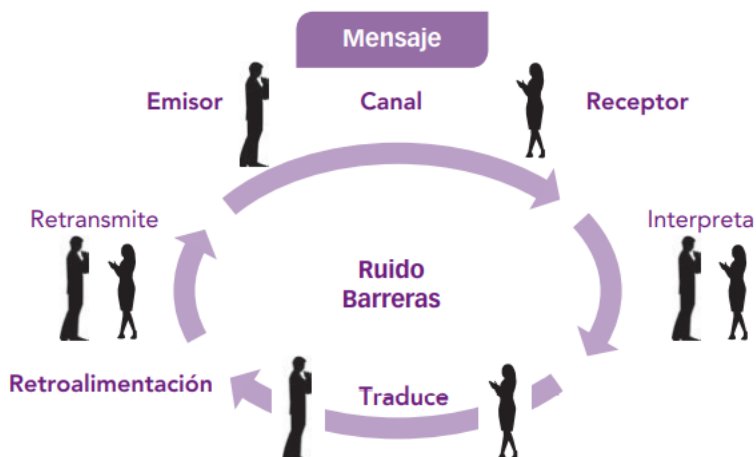 Mensaje
Emisor
Canal
Receptor
Retransmite
Interpreta
Ruido
Barreras
Retroalimentación
Traduce